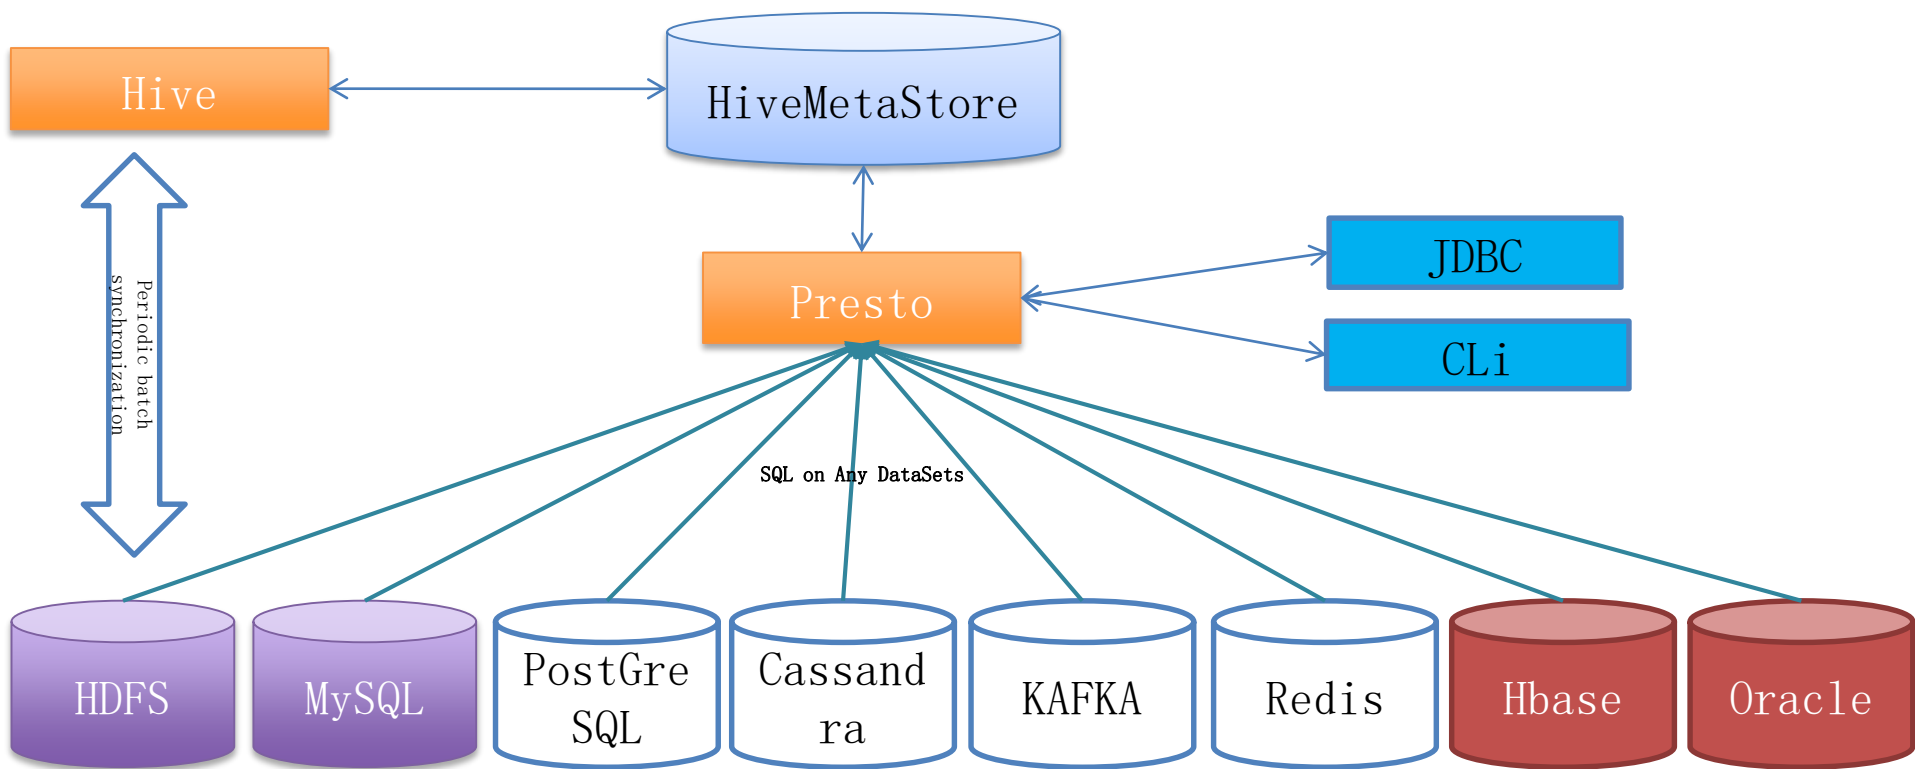 Hive
HiveMetaStore
JDBC
Presto
CLi
Periodic batch
synchronization
SQL on Any DataSets
HDFS
MySQL
PostGre
SQL
Cassand
ra
KAFKA
Redis
Hbase
Oracle